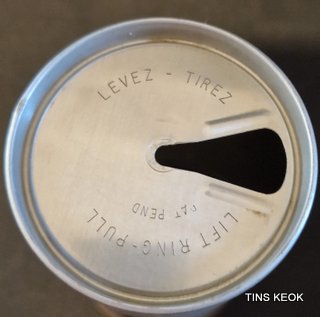 LEVEZ - TIREZ
PAT PEND
LIFT RING-PULL
TINS KEOK